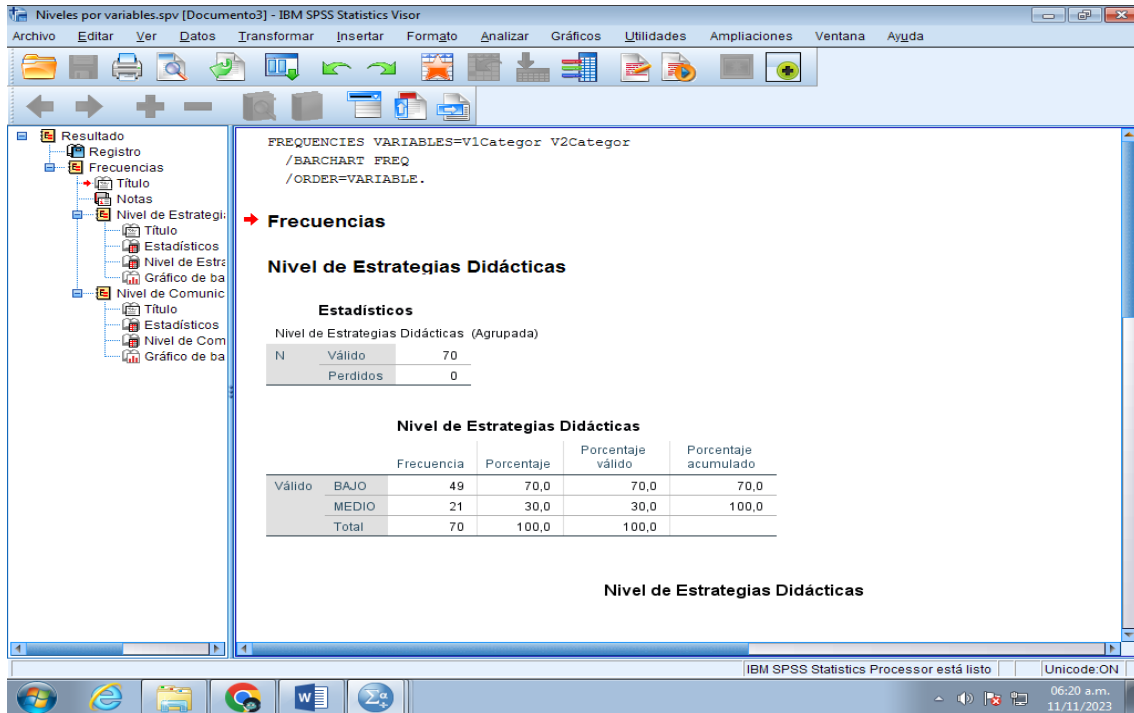 Niveles por variables.spv [Documento3] - IBM SPSS Statistics Visor
Archivo Editar Ver Datos Transformar Insertar Formato Analizar Gráficos Utilidades Ampliaciones Ventana Ayuda
Resultado
Registro
Frecuencias
Título
Notas
Nivel de Estrategi
Título
Estadísticos
Nivel de Estra
Gráfico de ba
Nivel de Comunic
Título
Estadísticos
Nivel de Com
Gráfico de ba
FREQUENCIES VARIABLES=V1Categor V2Categor
/BARCHART FREQ
/ORDER=VARIABLE.
Frecuencias
Nivel de Estrategias Didácticas
Estadísticos
Nivel de Estrategias Didácticas (Agrupada)
N Válido 70
Perdidos 0
Nivel de Estrategias Didácticas
Frecuencia Porcentaje Porcentaje válido Porcentaje acumulado
Válido BAJO 49 70,0 70,0 70,0
MEDIO 21 30,0 30,0 100,0
Total 70 100,0 100,0
Nivel de Estrategias Didácticas
IBM SPSS Statistics Processor está listo Unicode:ON
06:20 a.m.
11/11/2023